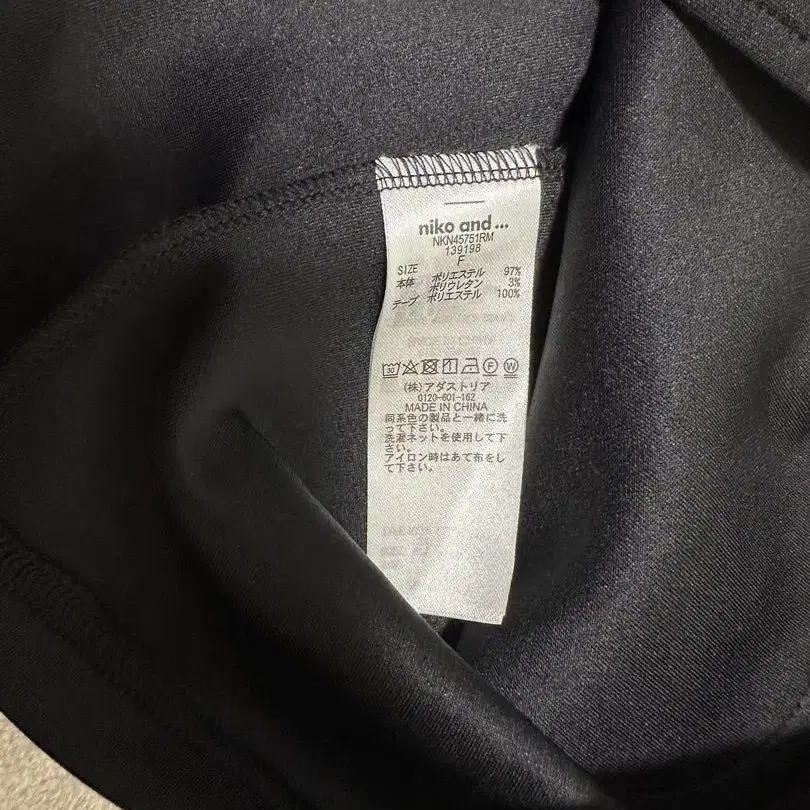 niko and ...
NKN45751RM
139198
SIZE F
本体 ポリエステル 97%
ポリウレタン 3%
テープ ポリエステル 100%
30 F W
(株)アダストリア
0120-601-162
MADE IN CHINA
同系色の製品と一緒に洗
って下さい。
洗濯ネットを使用して下
さい。
アイロン時はあて布をし
て下さい。